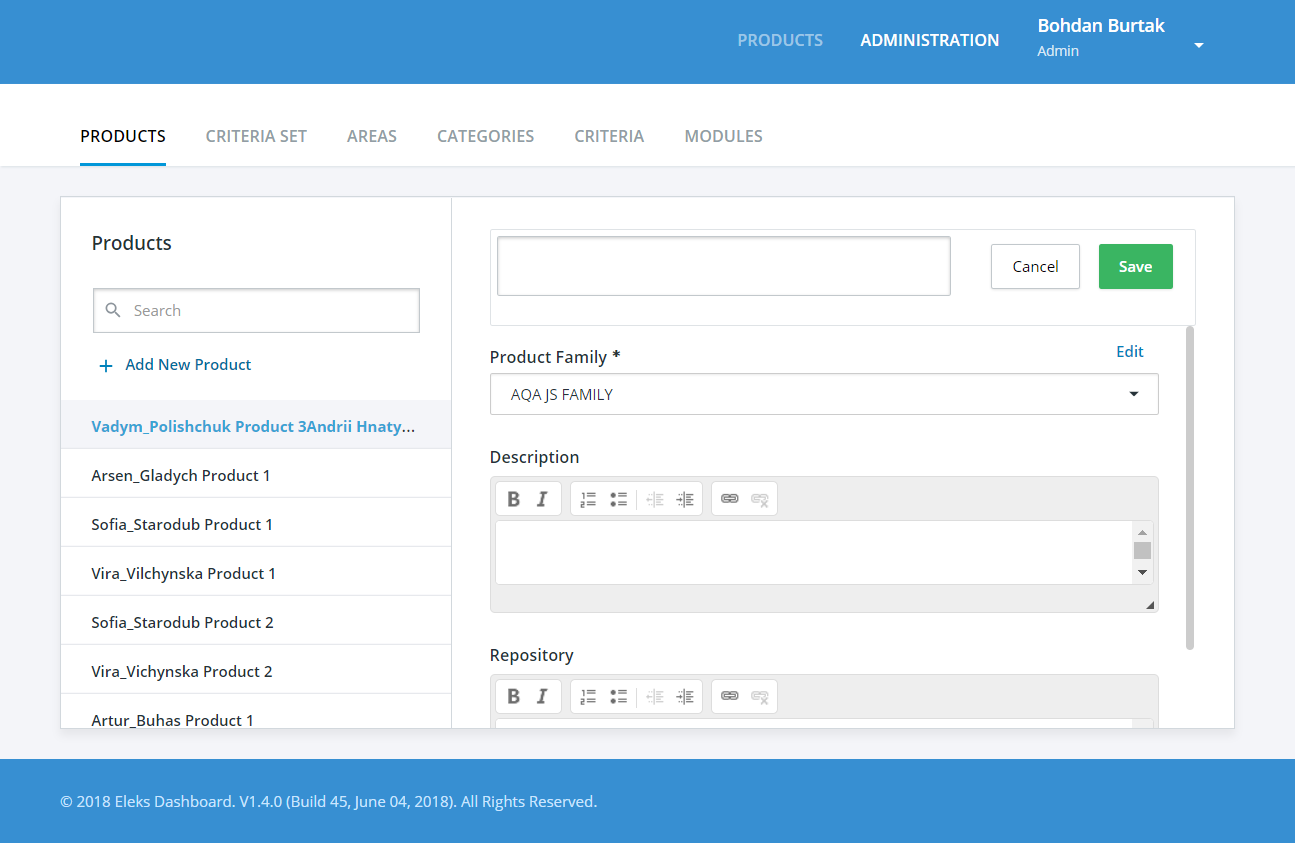 PRODUCTS ADMINISTRATION Bohdan Burtak
Admin
PRODUCTS CRITERIA SET AREAS CATEGORIES CRITERIA MODULES
Products
Search
Add New Product
Vadym_Polishchuk Product 3Andrii Hnaty...
Arsen_Gladych Product 1
Sofia_Starodub Product 1
Vira_Vilchynska Product 1
Sofia_Starodub Product 2
Vira_Vichynska Product 2
Artur_Buhas Product 1
Cancel Save
Product Family *
Edit
AQA JS FAMILY
Description
B I
Repository
B I
© 2018 Eleks Dashboard. V1.4.0 (Build 45, June 04, 2018). All Rights Reserved.